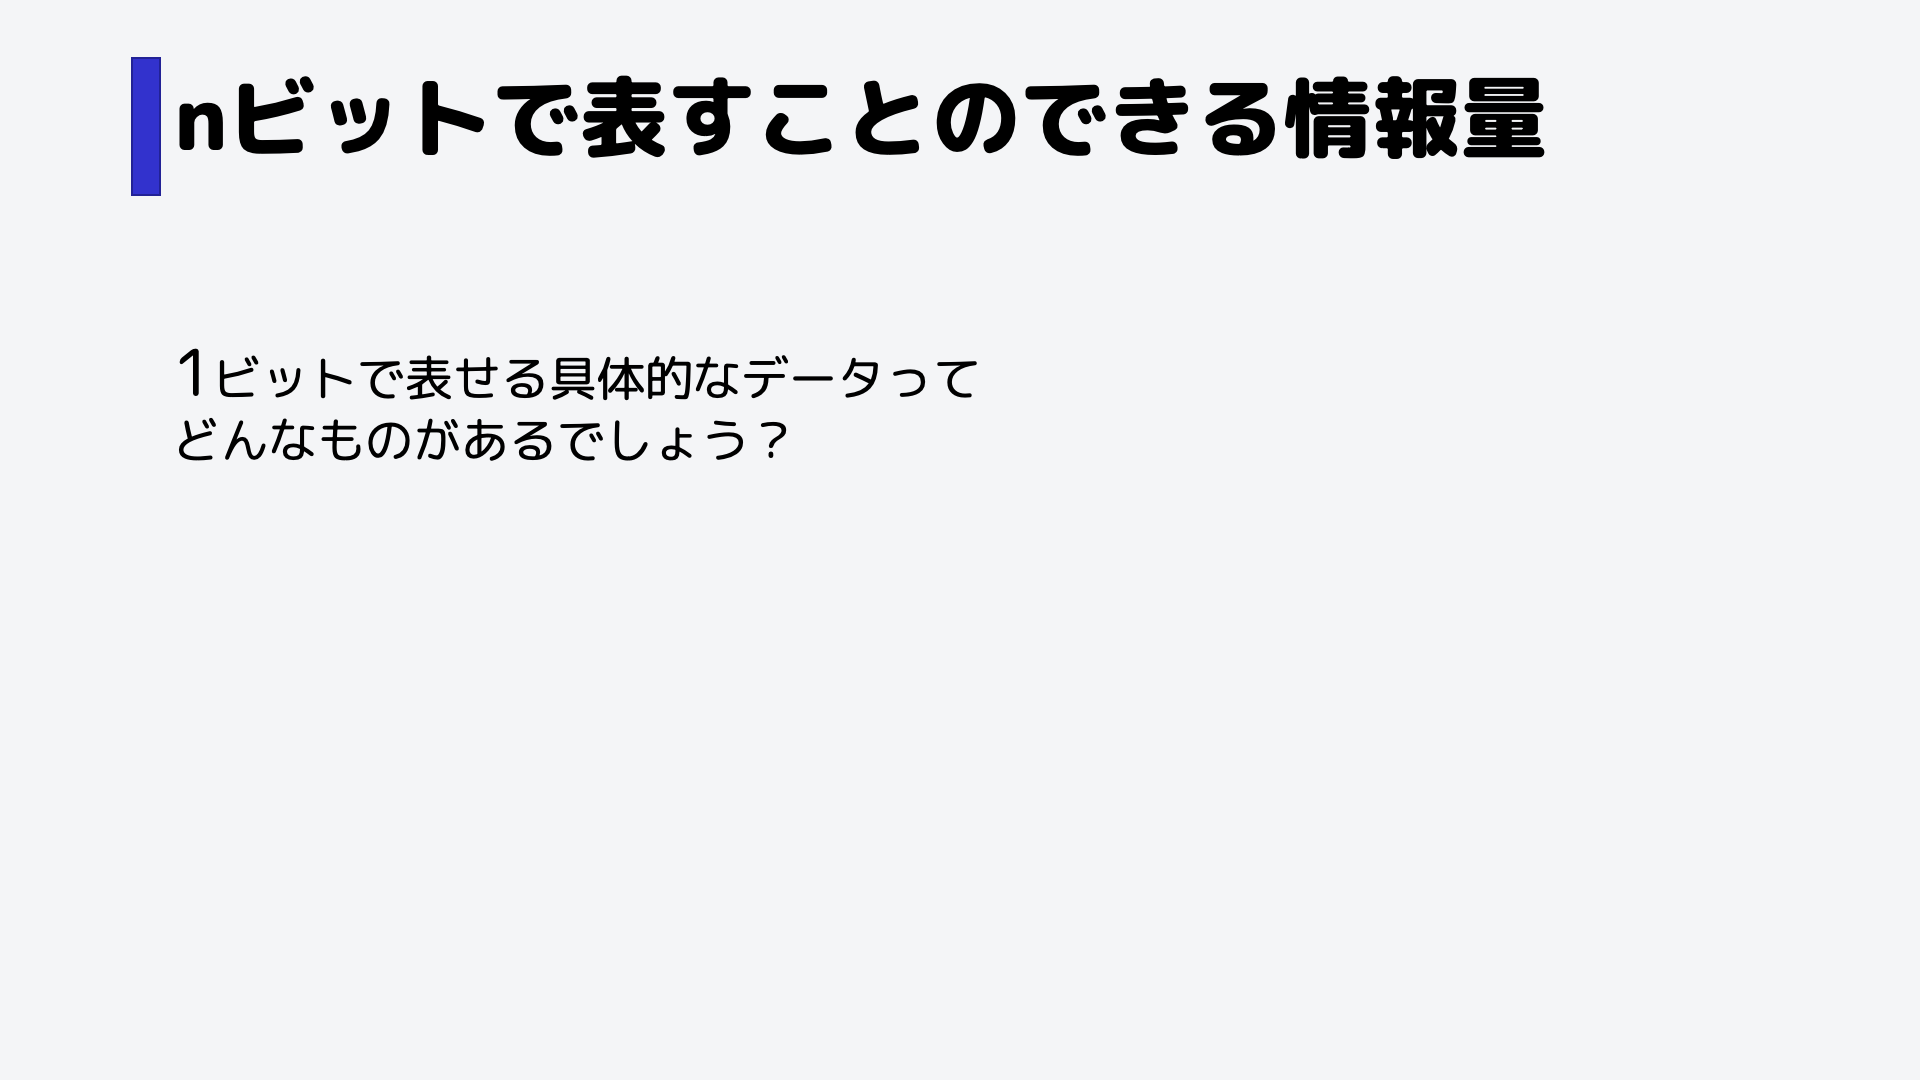 nビットで表すことのできる情報量
1ビットで表せる具体的なデータって
どんなものがあるでしょう？